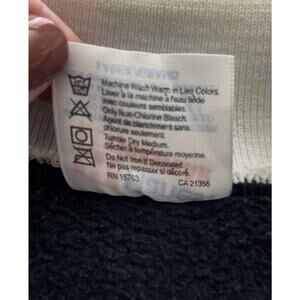 Machine Wash Warm in Like Colors.
Laver à la machine à l'eau tiède
avec couleurs semblables.
Only Non-Chlorine Bleach.
Agent de blanchiment sans
chlorure seulement.
Tumble Dry Medium.
Sécher à température moyenne.
Do Not Iron if Decorated.
Ne pas repasser si décoré.
RN 15763 CA 21356